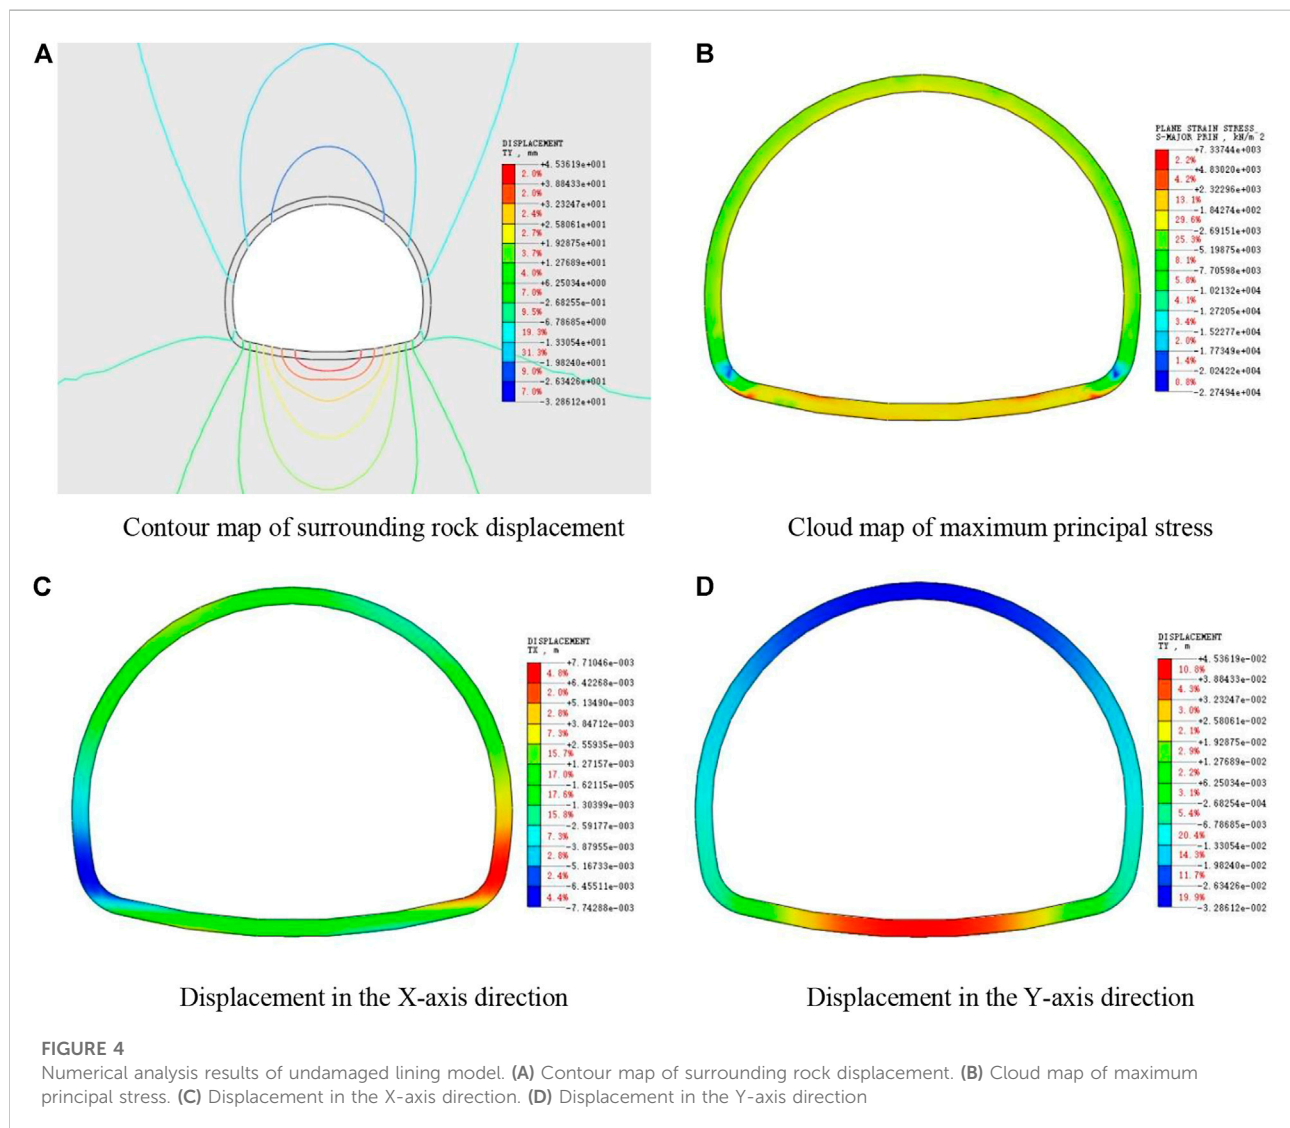 A
DISPLACEMENT
TY , mm
+4.53619e+001
2.0%
+3.88433e+001
2.0%
+3.23247e+001
2.4%
+2.58061e+001
2.7%
+1.92875e+001
3.7%
+1.27689e+001
4.0%
+6.25034e+000
7.0%
-2.68255e-001
9.5%
-6.78685e+000
19.3%
-1.33054e+001
31.3%
-1.98240e+001
9.0%
-2.63426e+001
7.0%
-3.28612e+001
Contour map of surrounding rock displacement
B
PLANE STRAIN STRESS
S-MAJOR PRIN , kN/m^2
+7.33744e+003
2.2%
+4.83020e+003
4.2%
+2.32296e+003
13.1%
-1.84274e+002
29.6%
-2.69151e+003
25.3%
-5.19875e+003
8.1%
-7.70598e+003
5.8%
-1.02132e+004
4.1%
-1.27205e+004
3.4%
-1.52277e+004
2.0%
-1.77349e+004
1.4%
-2.02422e+004
0.8%
-2.27494e+004
Cloud map of maximum principal stress
C
DISPLACEMENT
TX , m
+7.71046e-003
4.8%
+6.42268e-003
2.0%
+5.13490e-003
2.8%
+3.84712e-003
7.3%
+2.55935e-003
15.7%
+1.27157e-003
17.0%
-1.62115e-005
17.6%
-1.30399e-003
15.8%
-2.59177e-003
7.3%
-3.87955e-003
2.8%
-5.16733e-003
2.4%
-6.45511e-003
4.4%
-7.74288e-003
Displacement in the X-axis direction
D
DISPLACEMENT
TY , m
+4.53619e-002
10.8%
+3.88433e-002
4.3%
+3.23247e-002
3.0%
+2.58061e-002
2.1%
+1.92875e-002
2.9%
+1.27689e-002
2.2%
+6.25034e-003
3.1%
-2.68254e-004
5.4%
-6.78685e-003
20.4%
-1.33054e-002
14.3%
-1.98240e-002
11.7%
-2.63426e-002
19.9%
-3.28612e-002
Displacement in the Y-axis direction
FIGURE 4
Numerical analysis results of undamaged lining model. (A) Contour map of surrounding rock displacement. (B) Cloud map of maximum
principal stress. (C) Displacement in the X-axis direction. (D) Displacement in the Y-axis direction